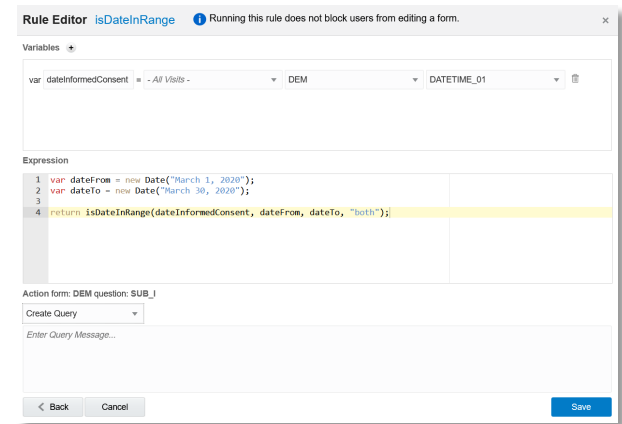 Rule Editor isDateInRange i Running this rule does not block users from editing a form. ×
Variables +
var dateInformedConsent = - All Visits - DEM DATETIME_01
Expression
1 var dateFrom = new Date("March 1, 2020");
2 var dateTo = new Date("March 30, 2020");
3
4 return isDateInRange(dateInformedConsent, dateFrom, dateTo, "both");
Action form: DEM question: SUB_I
Create Query
Enter Query Message...
Back Cancel Save